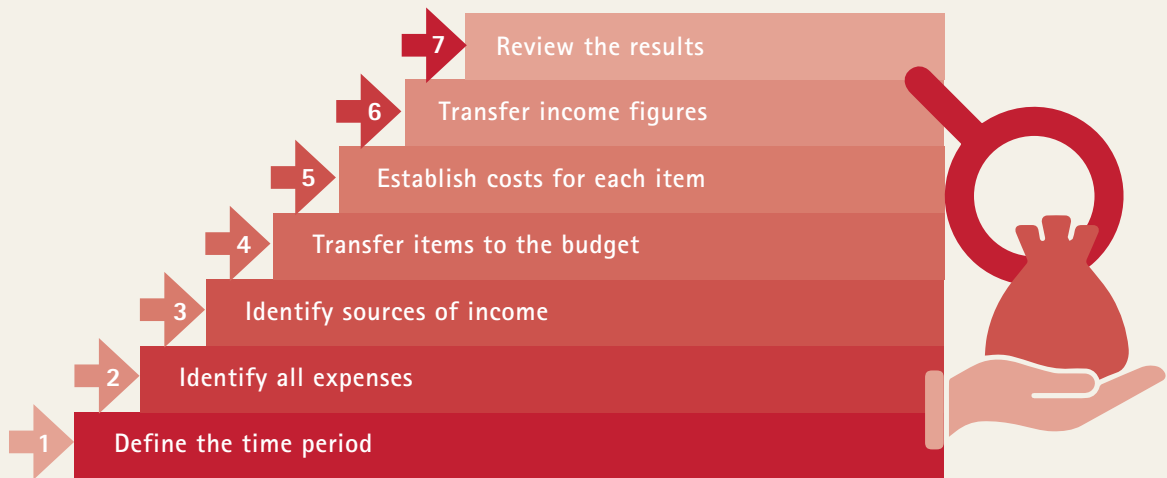 7 Review the results
6 Transfer income figures
5 Establish costs for each item
4 Transfer items to the budget
3 Identify sources of income
2 Identify all expenses
1 Define the time period